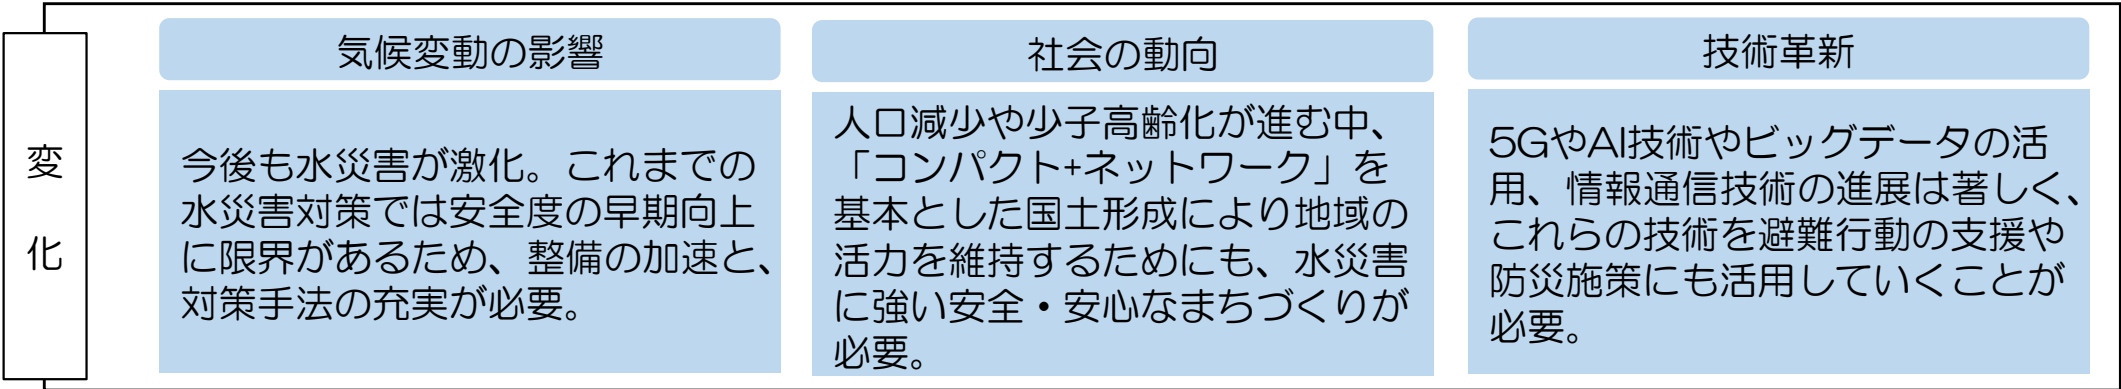 変
化
気候変動の影響
今後も水災害が激化。これまでの
水災害対策では安全度の早期向上
に限界があるため、整備の加速と、
対策手法の充実が必要。
社会の動向
人口減少や少子高齢化が進む中、
「コンパクト+ネットワーク」を
基本とした国土形成により地域の
活力を維持するためにも、水災害
に強い安全・安心なまちづくりが
必要。
技術革新
5GやAI技術やビッグデータの活
用、情報通信技術の進展は著しく、
これらの技術を避難行動の支援や
防災施策にも活用していくことが
必要。